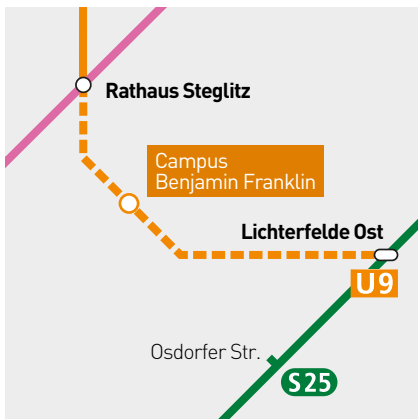 Rathaus Steglitz
Campus
Benjamin Franklin
Lichterfelde Ost
U9
Osdorfer Str.
S25